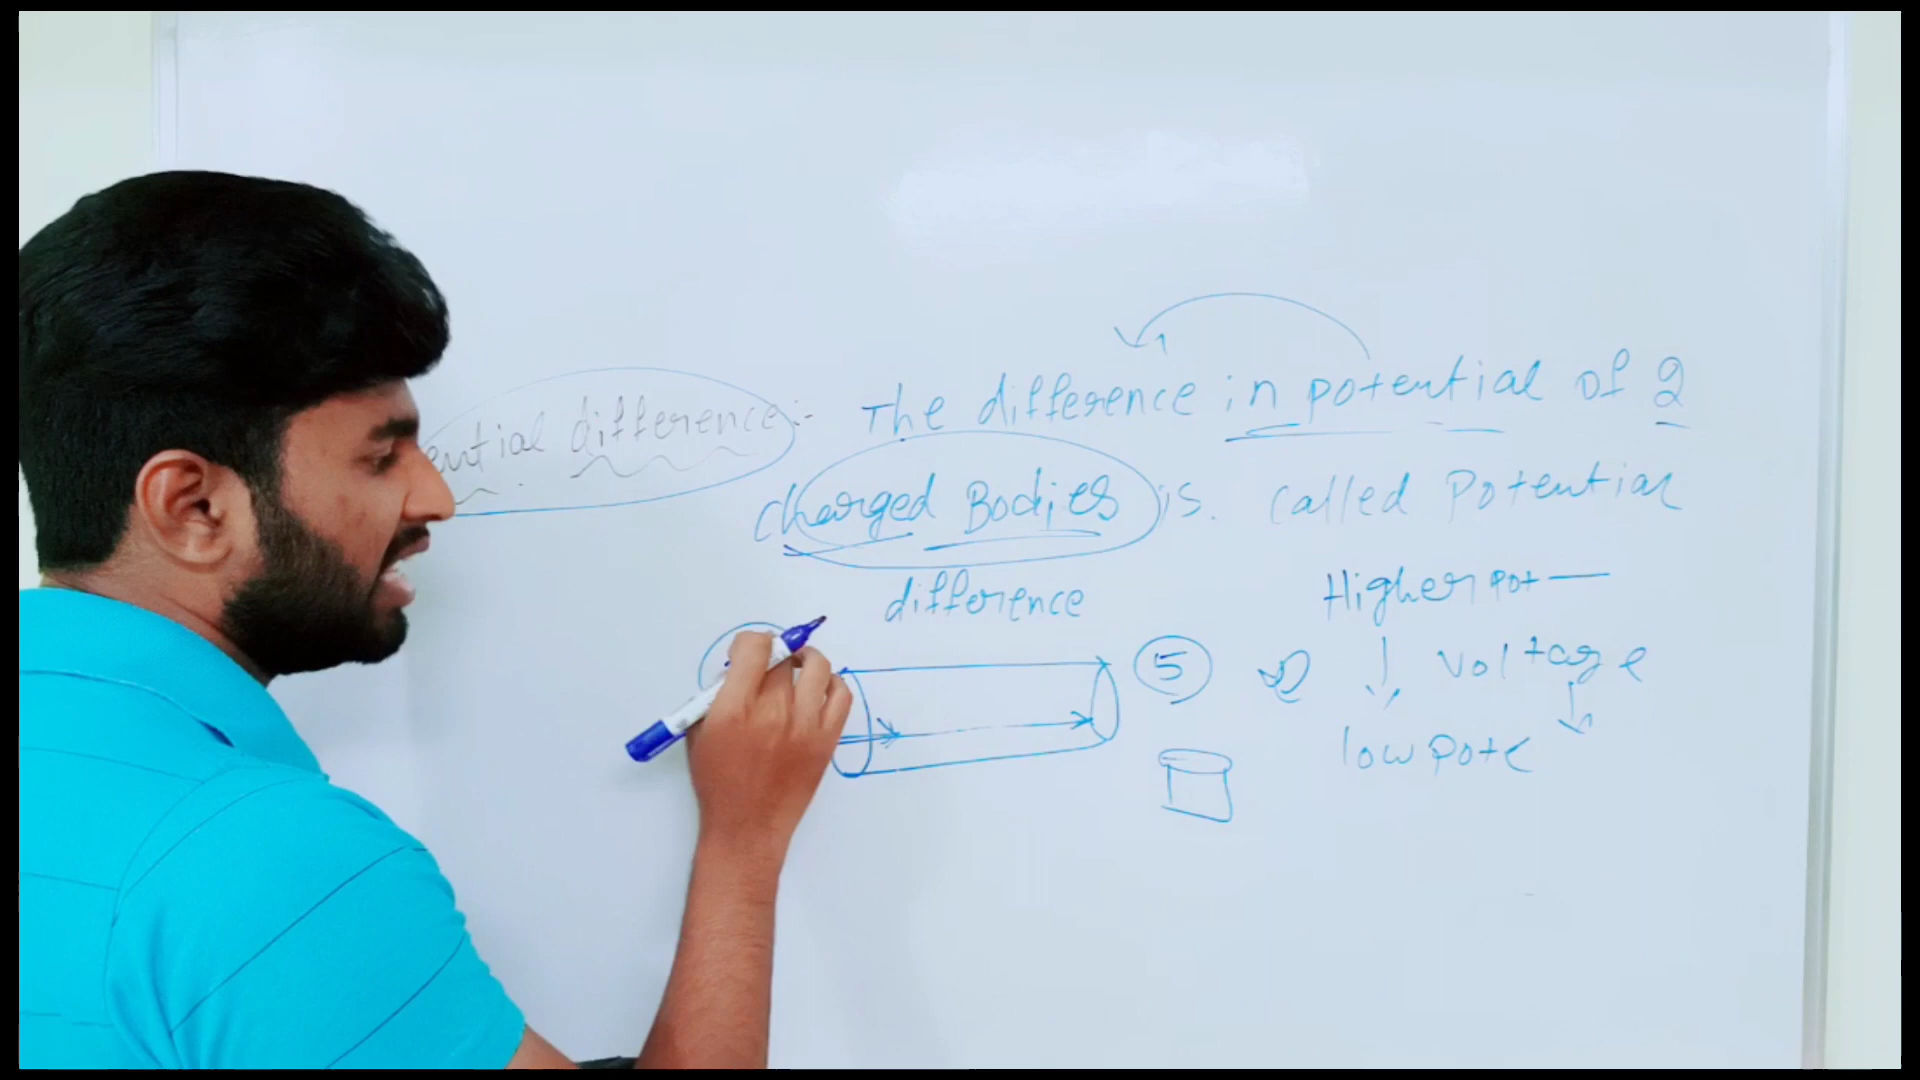 ential difference:- The difference in potential of 2
charged Bodies is. called Potential
difference
Higher pot
5 voltage
low pote